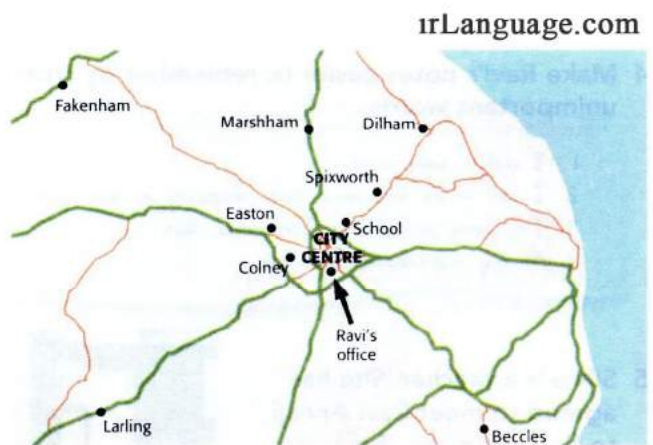 ırLanguage.com
Fakenham
Marshham
Dilham
Spixworth
Easton
School
CITY
CENTRE
Colney
Ravi's
office
Larling
Beccles